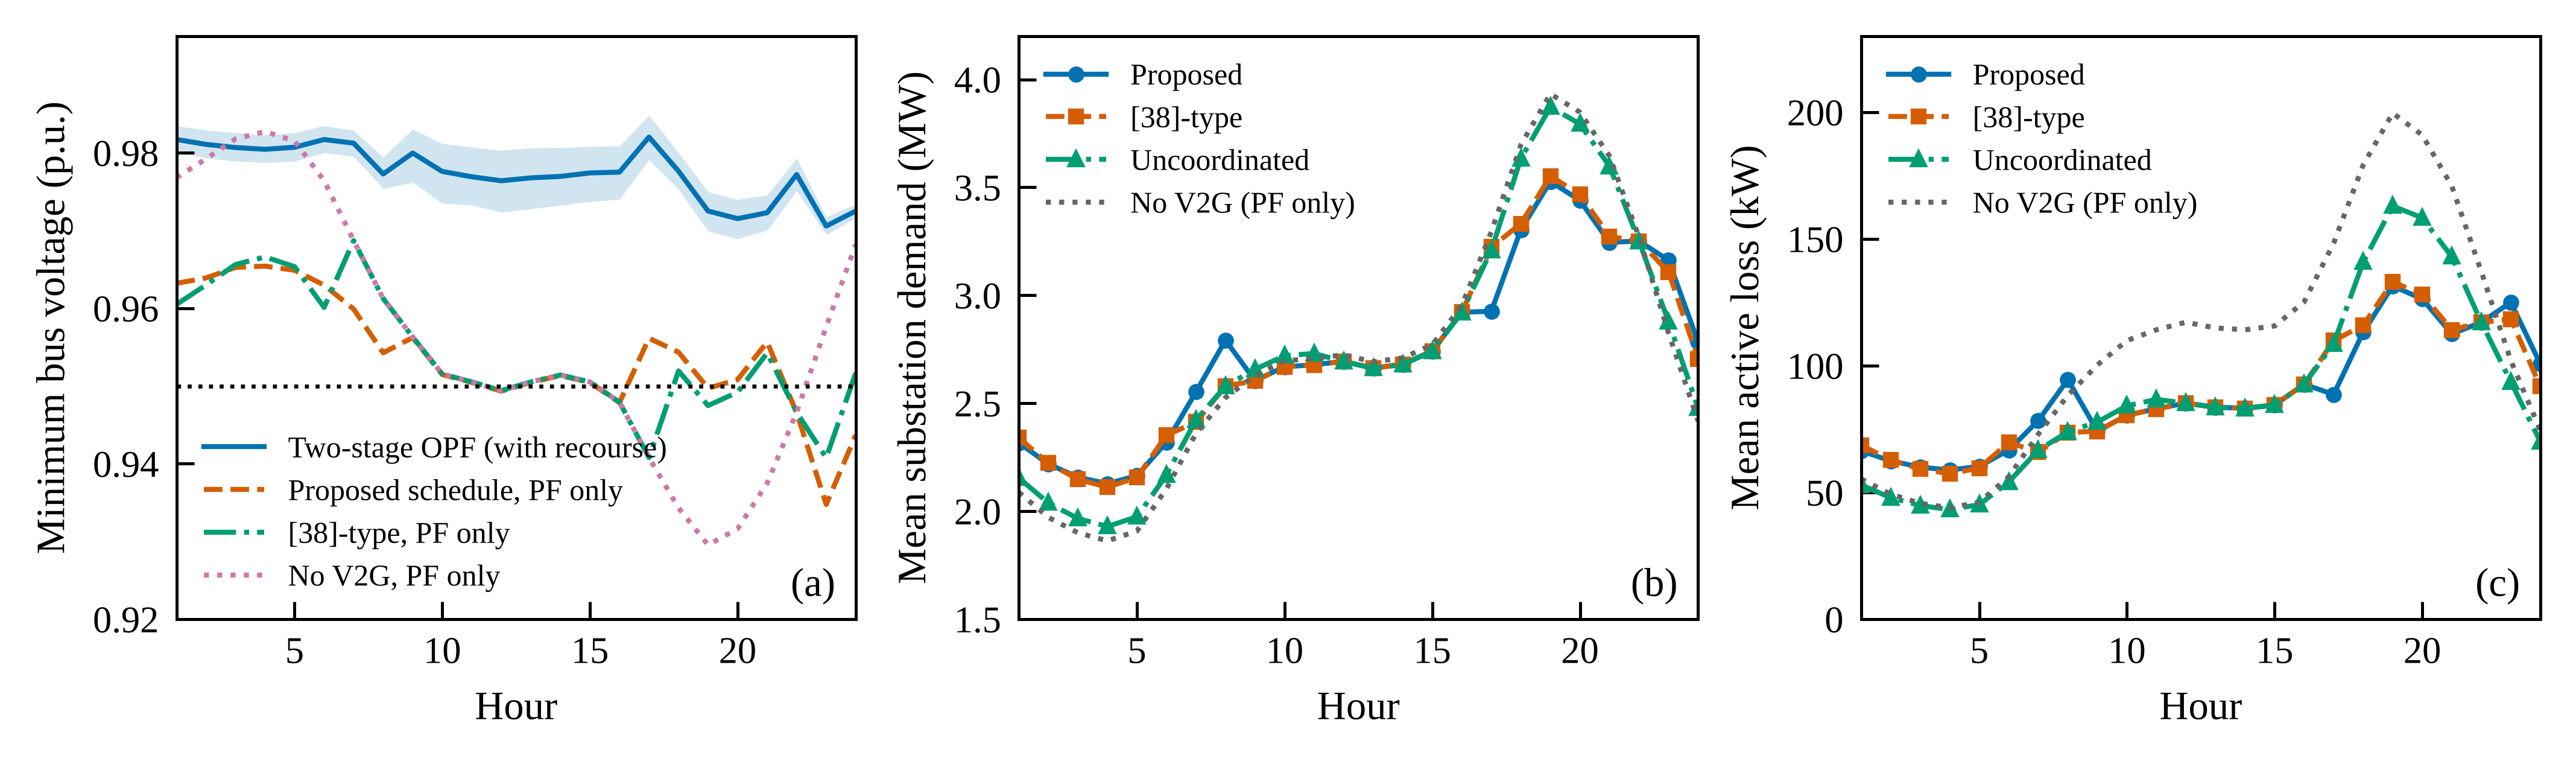 Minimum bus voltage (p.u.)
0.98
0.96
0.94
0.92
Two-stage OPF (with recourse)
Proposed schedule, PF only
[38]-type, PF only
No V2G, PF only
(a)
5
10
15
20
Hour
Mean substation demand (MW)
4.0
3.5
3.0
2.5
2.0
1.5
Proposed
[38]-type
Uncoordinated
No V2G (PF only)
(b)
5
10
15
20
Hour
Mean active loss (kW)
200
150
100
50
0
Proposed
[38]-type
Uncoordinated
No V2G (PF only)
(c)
5
10
15
20
Hour